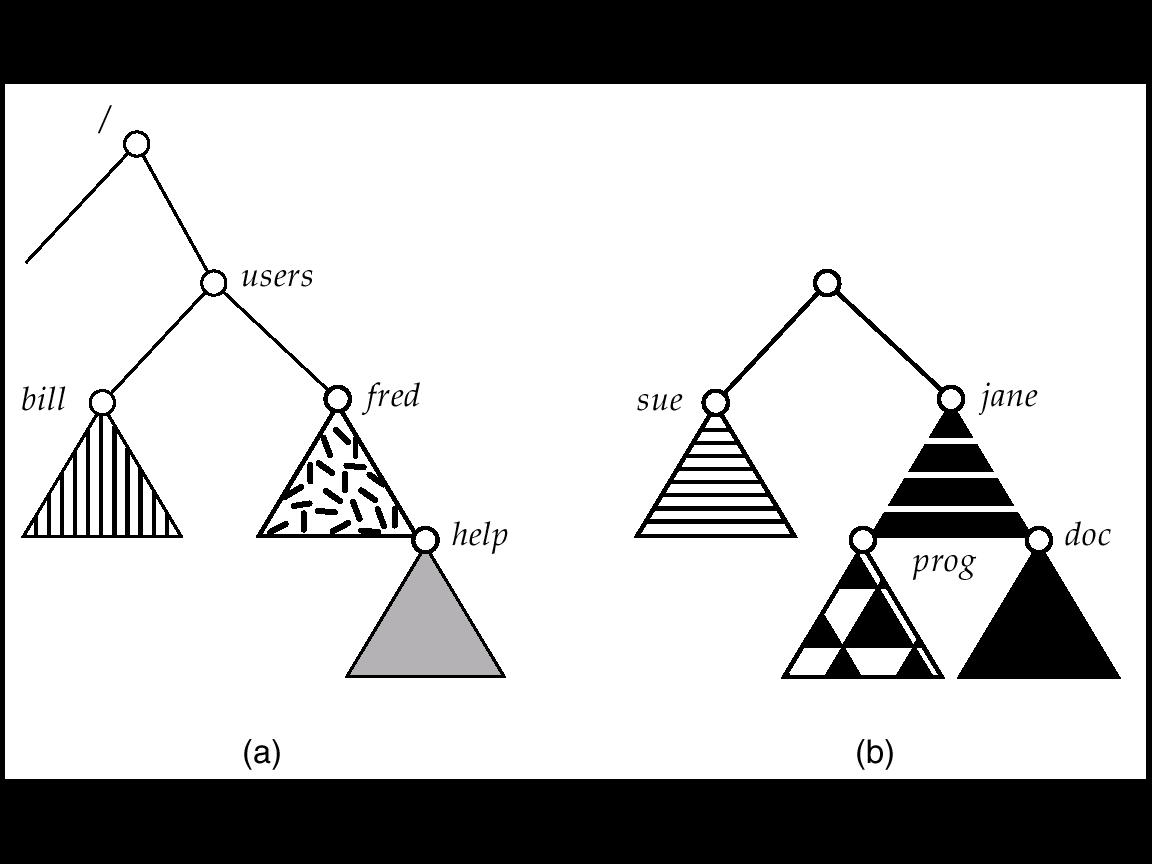 /
users
bill
fred
help
sue
jane
prog
doc
(a)
(b)